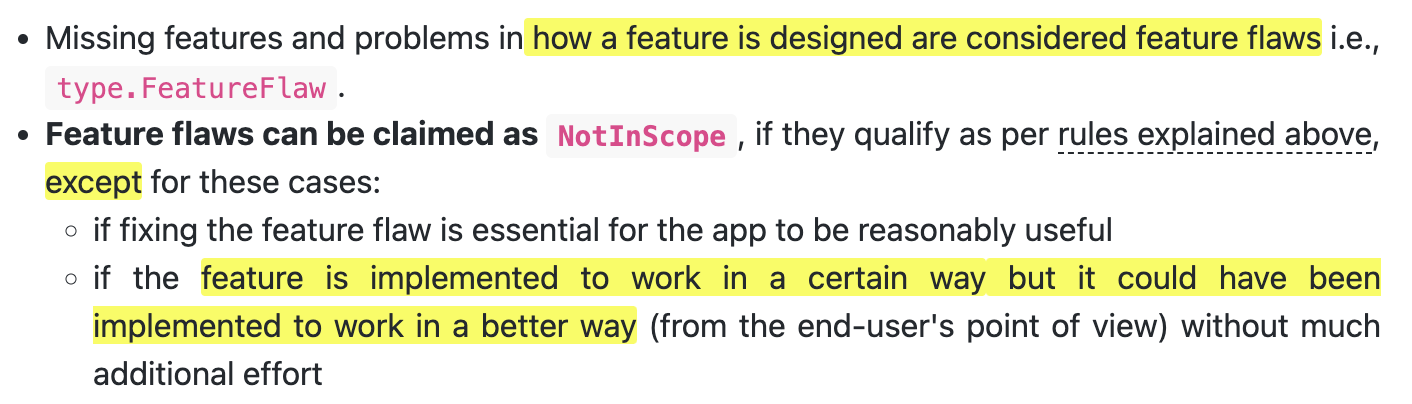 • Missing features and problems in how a feature is designed are considered feature flaws i.e.,
type.FeatureFlaw .
• Feature flaws can be claimed as NotInScope , if they qualify as per rules explained above,
except for these cases:
◦ if fixing the feature flaw is essential for the app to be reasonably useful
◦ if the feature is implemented to work in a certain way but it could have been
implemented to work in a better way (from the end-user's point of view) without much
additional effort